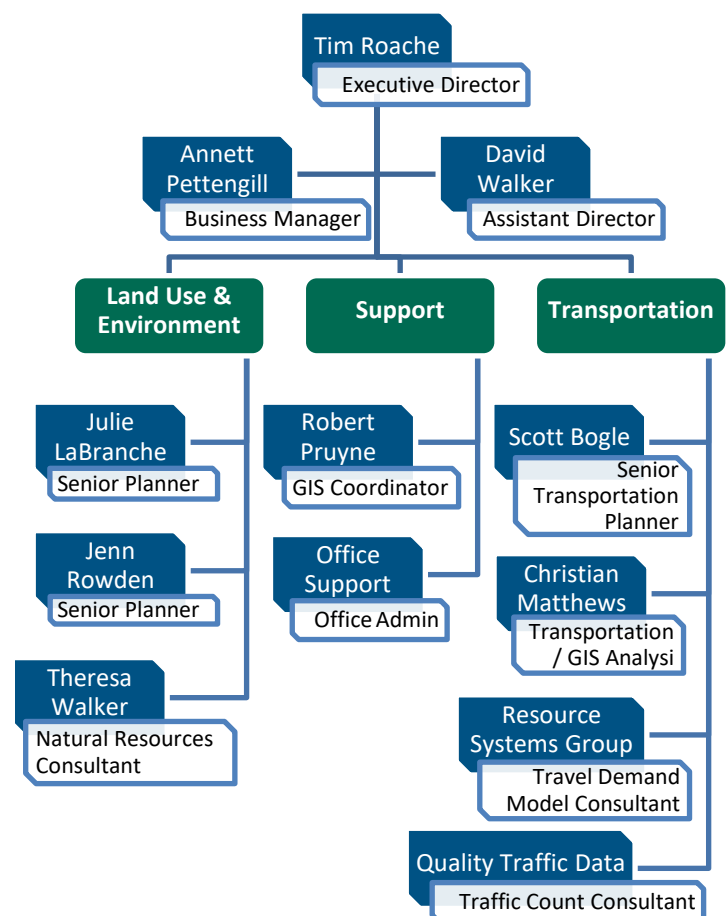 Tim Roache
Executive Director
Annett
Pettengill
Business Manager
David
Walker
Assistant Director
Land Use &
Environment
Support
Transportation
Julie
LaBranche
Senior Planner
Jenn
Rowden
Senior Planner
Theresa
Walker
Natural Resources
Consultant
Robert
Pruyne
GIS Coordinator
Office
Support
Office Admin
Scott Bogle
Senior
Transportation
Planner
Christian
Matthews
Transportation
/ GIS Analysi
Resource
Systems Group
Travel Demand
Model Consultant
Quality Traffic Data
Traffic Count Consultant